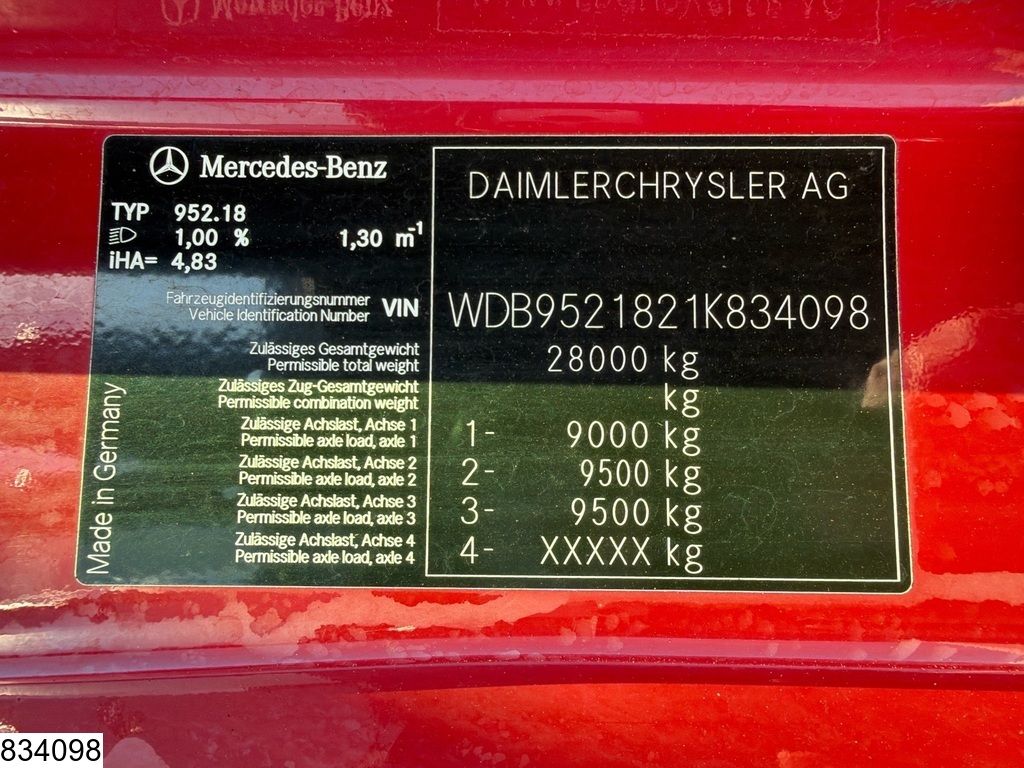 Mercedes-Benz
DAIMLERCHRYSLER AG
TYP 952.18
1,00 % 1,30 m⁻¹
iHA= 4,83
Fahrzeugidentifizierungsnummer
Vehicle Identification Number VIN WDB9521821K834098
Zulässiges Gesamtgewicht
Permissible total weight 28000 kg
Zulässiges Zug-Gesamtgewicht
Permissible combination weight kg
Zulässige Achslast, Achse 1
Permissible axle load, axle 1 1- 9000 kg
Zulässige Achslast, Achse 2
Permissible axle load, axle 2 2- 9500 kg
Zulässige Achslast, Achse 3
Permissible axle load, axle 3 3- 9500 kg
Zulässige Achslast, Achse 4
Permissible axle load, axle 4 4- XXXXX kg
Made in Germany
834098